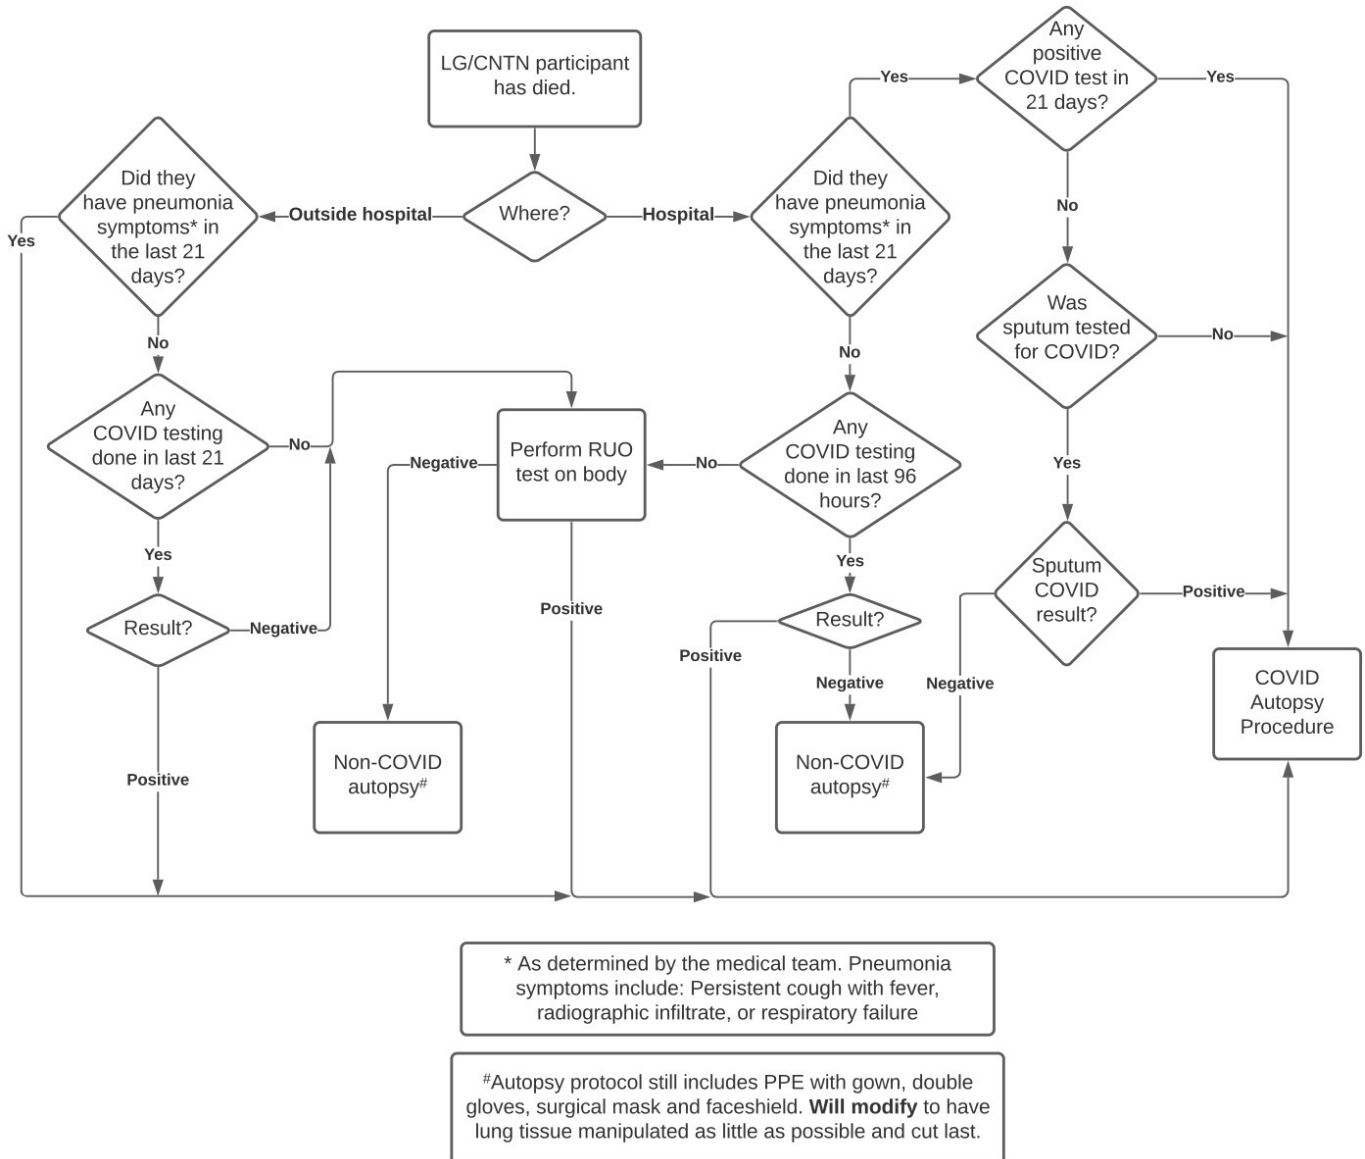 LG/CNTN participant
has died.
Where?
Outside hospital
Hospital
Did they
have pneumonia
symptoms* in
the last 21
days?
Yes
No
Any
COVID testing
done in last 21
days?
No
Yes
Result?
Negative
Positive
Perform RUO
test on body
Negative
Positive
Non-COVID
autopsy#
Did they
have pneumonia
symptoms* in
the last 21
days?
Yes
No
Any
COVID testing
done in last 96
hours?
No
Yes
Result?
Positive
Negative
Non-COVID
autopsy#
Any
positive
COVID test in
21 days?
Yes
No
Was
sputum tested
for COVID?
No
Yes
Sputum
COVID
result?
Positive
Negative
COVID
Autopsy
Procedure
* As determined by the medical team. Pneumonia
symptoms include: Persistent cough with fever,
radiographic infiltrate, or respiratory failure
#Autopsy protocol still includes PPE with gown, double
gloves, surgical mask and faceshield. Will modify to have
lung tissue manipulated as little as possible and cut last.